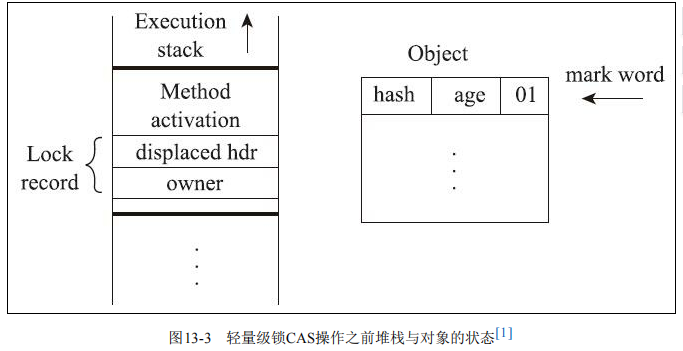 Execution
stack
Method
activation
Lock
record
displaced hdr
owner
Object
mark word
hash
age
01
图13-3 轻量级锁CAS操作之前堆栈与对象的状态[1]